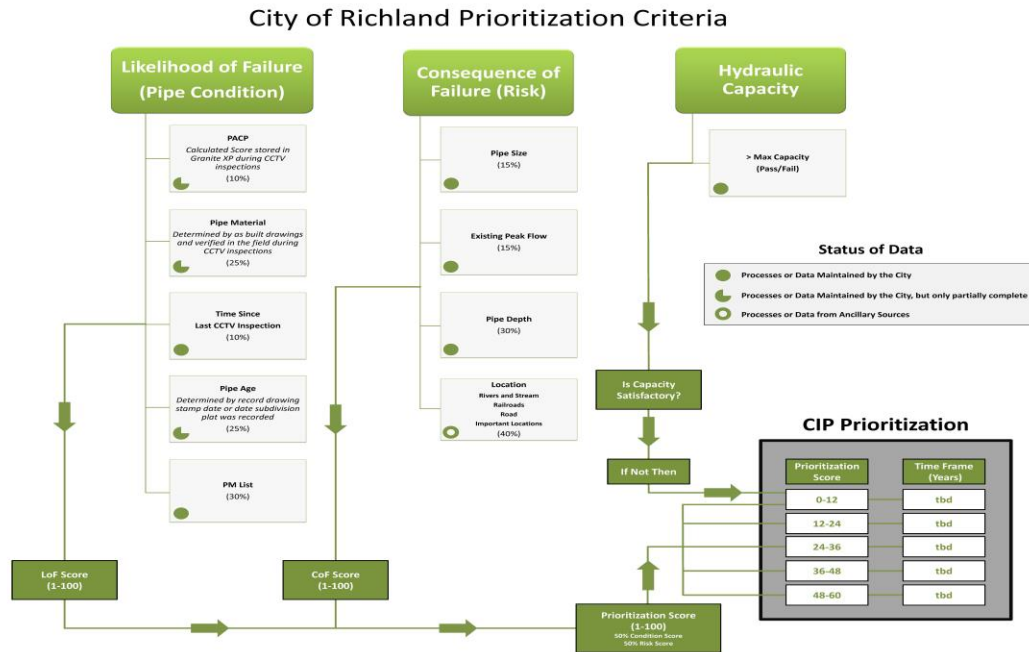 City of Richland Prioritization Criteria
Likelihood of Failure
(Pipe Condition)
PACP
Calculated Score stored in
Granite XP during CCTV
inspections
(10%)
Pipe Material
Determined by as built drawings
and verified in the field during
CCTV inspections
(25%)
Time Since
Last CCTV Inspection
(10%)
Pipe Age
Determined by record drawing
stamp date or date subdivision
plat was recorded
(25%)
PM List
(30%)
LoF Score
(1-100)
Consequence of
Failure (Risk)
Pipe Size
(15%)
Existing Peak Flow
(15%)
Pipe Depth
(30%)
Location
Rivers and Stream
Railroads
Road
Important Locations
(40%)
CoF Score
(1-100)
Hydraulic
Capacity
> Max Capacity
(Pass/Fail)
Status of Data
Processes or Data Maintained by the City
Processes or Data Maintained by the City, but only partially complete
Processes or Data from Ancillary Sources
Is Capacity
Satisfactory?
If Not Then
Prioritization Score
(1-100)
50% Condition Score
50% Risk Score
CIP Prioritization
Prioritization
Score
Time Frame
(Years)
0-12 tbd
12-24 tbd
24-36 tbd
36-48 tbd
48-60 tbd